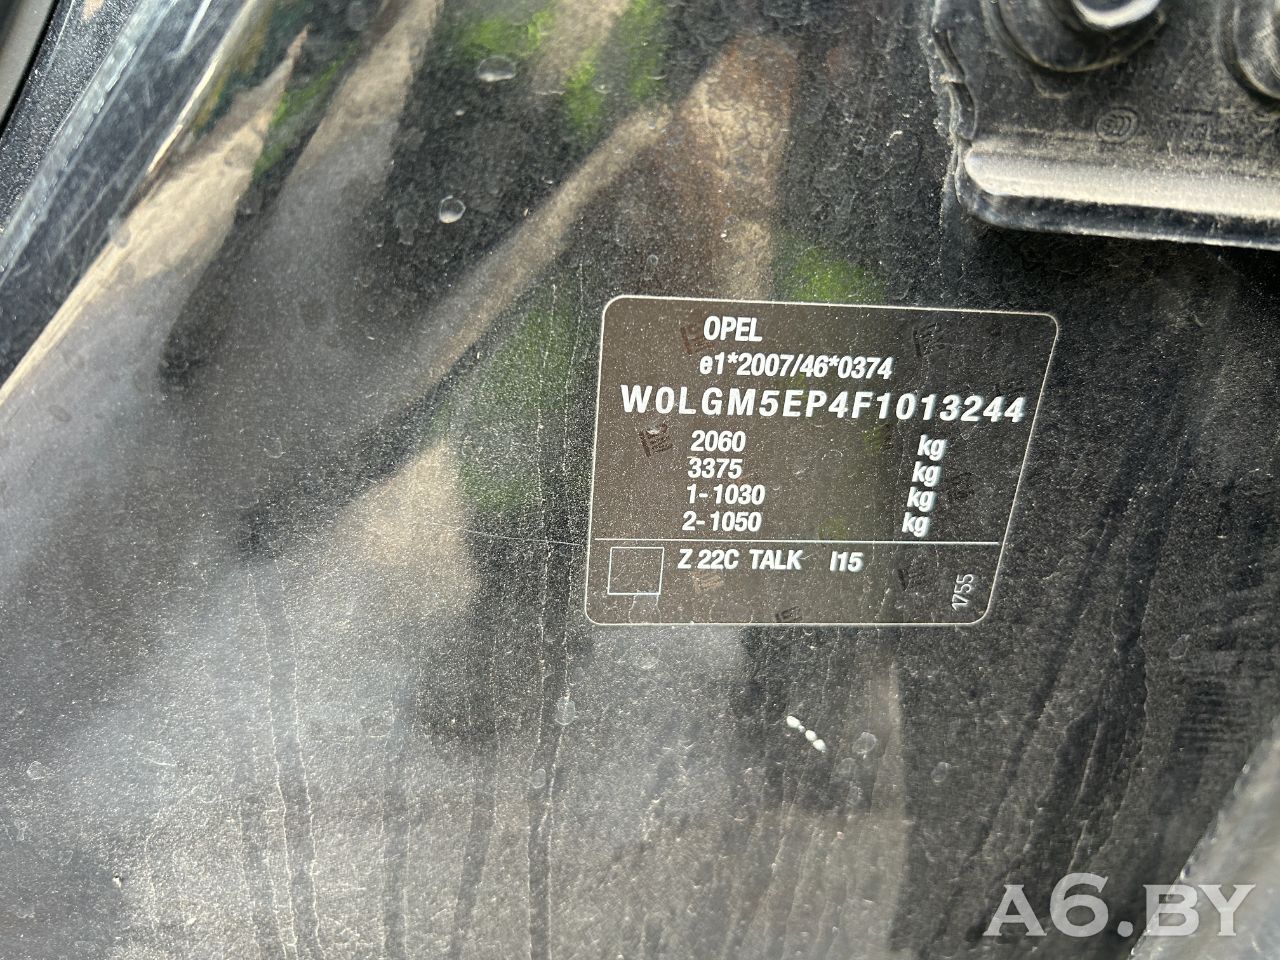 OPEL
e1*2007/46*0374
W0LGM5EP4F1013244
2060 kg
3375 kg
1-1030 kg
2-1050 kg
Z 22C TALK I15
1755
A6.BY